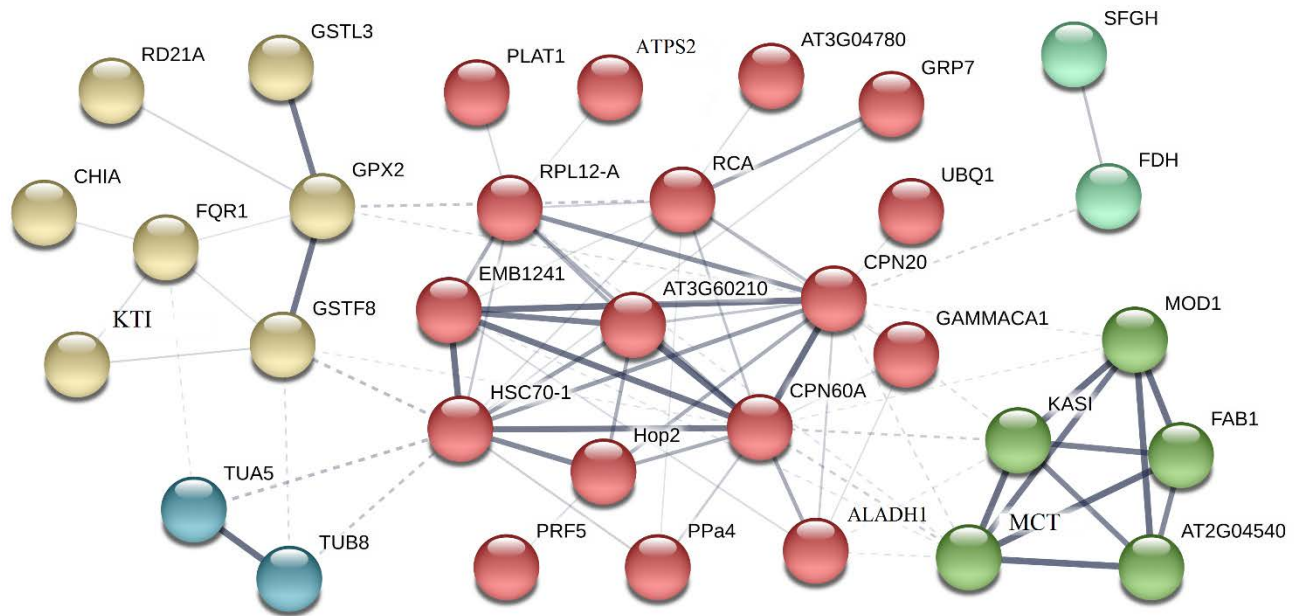 SFGH
GSTL3
ATPS2
AT3G04780
PLAT1
RD21A
GRP7
GPX2
RPL12-A
RCA
FDH
CHIA
UBQ1
FQR1
CPN20
EMB1241
AT3G60210
MOD1
KTI
GSTF8
GAMMACA1
HSC70-1
CPN60A
KASI
FAB1
Hop2
TUA5
MCT
ALADH1
AT2G04540
PRF5
PPa4
TUB8